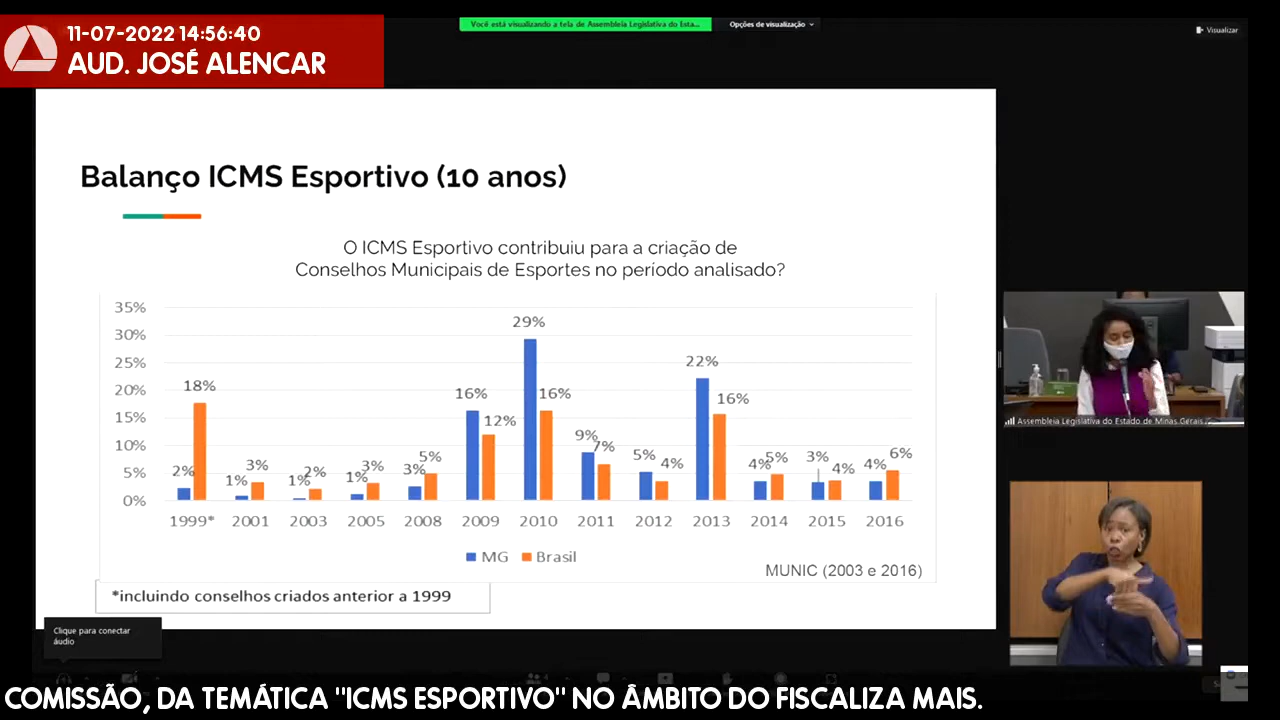 11-07-2022 14:56:40
AUD. JOSÉ ALENCAR
Você está visualizando a tela de Assembleia Legislativa do Esta...
Opções de visualização
Visualizar
Balanço ICMS Esportivo (10 anos)
O ICMS Esportivo contribuiu para a criação de
Conselhos Municipais de Esportes no período analisado?
35%
30%
25%
20%
15%
10%
5%
0%
2% 18% 1% 3% 1% 2% 1% 3% 3% 5% 16% 12% 29% 16% 9% 7% 5% 4% 22% 16% 4% 5% 3% 4% 4% 6%
1999* 2001 2003 2005 2008 2009 2010 2011 2012 2013 2014 2015 2016
MG Brasil
MUNIC (2003 e 2016)
*incluindo conselhos criados anterior a 1999
Assembleia Legislativa do Estado de Minas Gerais
Clique para conectar
áudio
COMISSÃO, DA TEMÁTICA "ICMS ESPORTIVO" NO ÂMBITO DO FISCALIZA MAIS.